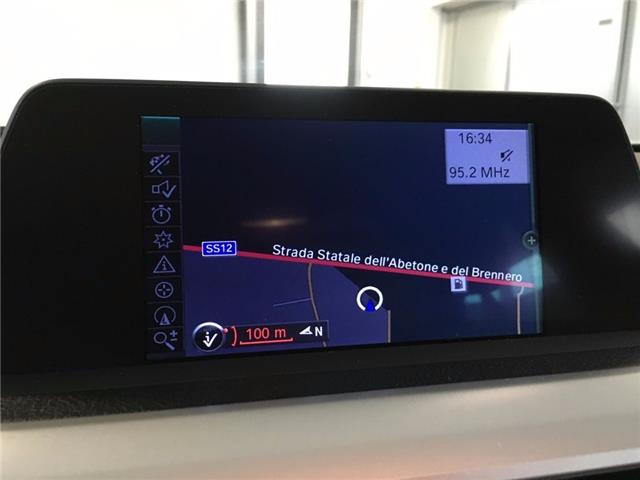 16:34
95.2 MHz
SS12
Strada Statale dell'Abetone e del Brennero
100 m
N